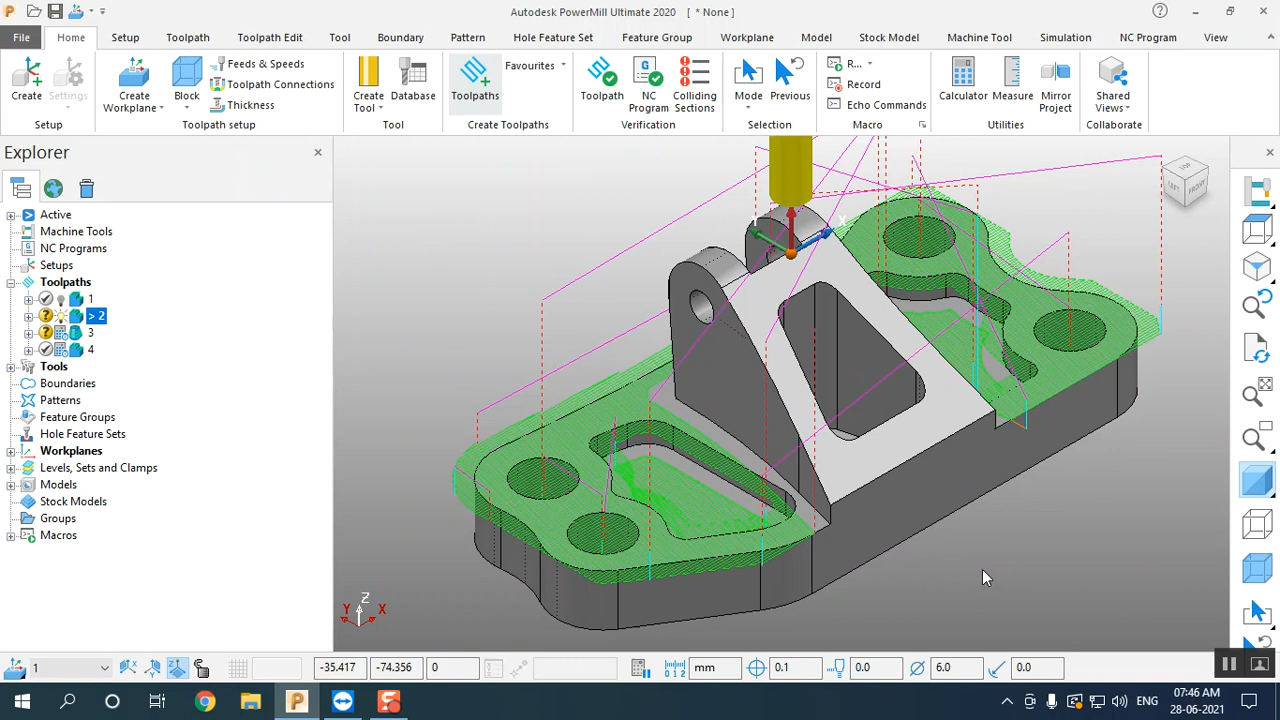 Autodesk PowerMill Ultimate 2020 [ * None ]
File Home Setup Toolpath Toolpath Edit Tool Boundary Pattern Hole Feature Set Feature Group Workplane Model Stock Model Machine Tool Simulation NC Program View
Create
Settings
Setup
Create Workplane
Block
Feeds & Speeds
Toolpath Connections
Thickness
Toolpath setup
Create Tool
Database
Tool
Toolpaths
Favourites
Create Toolpaths
Toolpath
NC Program
Colliding Sections
Verification
Mode
Previous
Selection
R...
Record
Echo Commands
Macro
Calculator
Measure
Mirror Project
Utilities
Shared Views
Collaborate
Explorer
Active
Machine Tools
NC Programs
Setups
Toolpaths
1
> 2
3
4
Tools
Boundaries
Patterns
Feature Groups
Hole Feature Sets
Workplanes
Levels, Sets and Clamps
Models
Stock Models
Groups
Macros
X
LEFT FRONT
Z
Y X
1 -35.417 -74.356 0 mm 0.1 0.0 6.0 0.0
ENG
07:46 AM
28-06-2021